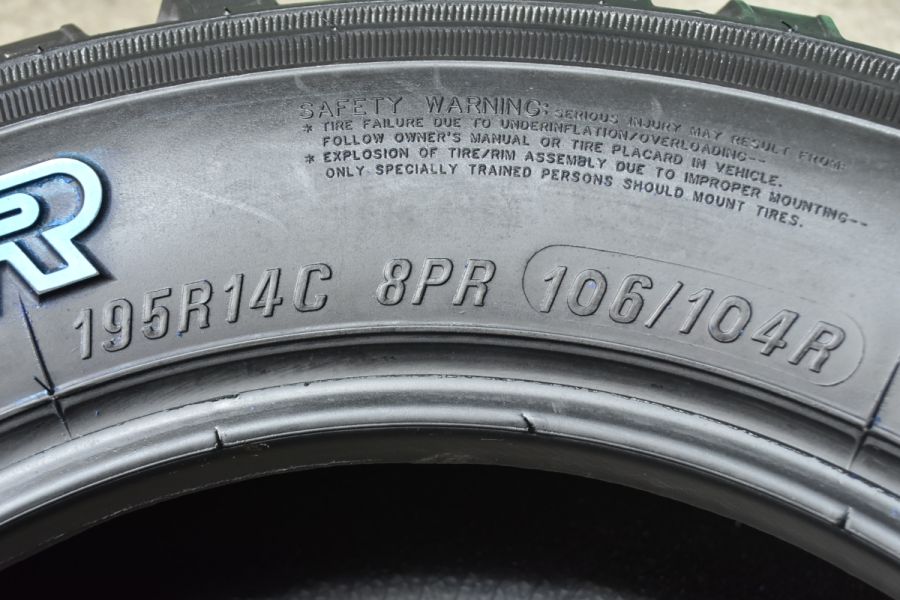 SAFETY WARNING: SERIOUS INJURY MAY RESULT FROM:
* TIRE FAILURE DUE TO UNDERINFLATION/OVERLOADING--
FOLLOW OWNER'S MANUAL OR TIRE PLACARD IN VEHICLE.
* EXPLOSION OF TIRE/RIM ASSEMBLY DUE TO IMPROPER MOUNTING--
ONLY SPECIALLY TRAINED PERSONS SHOULD MOUNT TIRES.
R
195R14C 8PR 106/104R